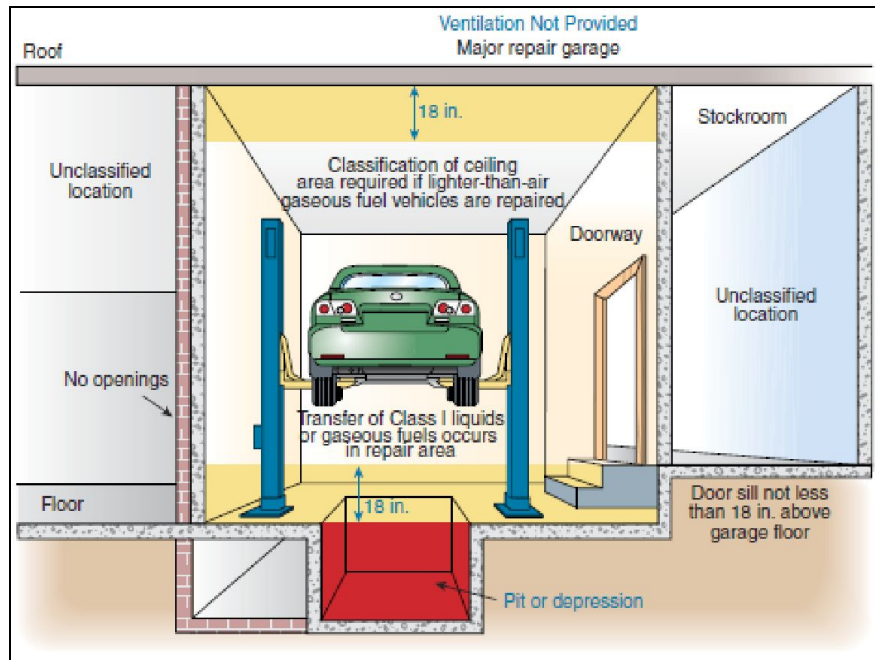 Ventilation Not Provided
Major repair garage
Roof
18 in.
Stockroom
Unclassified
location
Classification of ceiling
area required if lighter-than-air
gaseous fuel vehicles are repaired
Doorway
Unclassified
location
No openings
Transfer of Class I liquids
or gaseous fuels occurs
in repair area
Floor
18 in.
Door sill not less
than 18 in. above
garage floor
Pit or depression